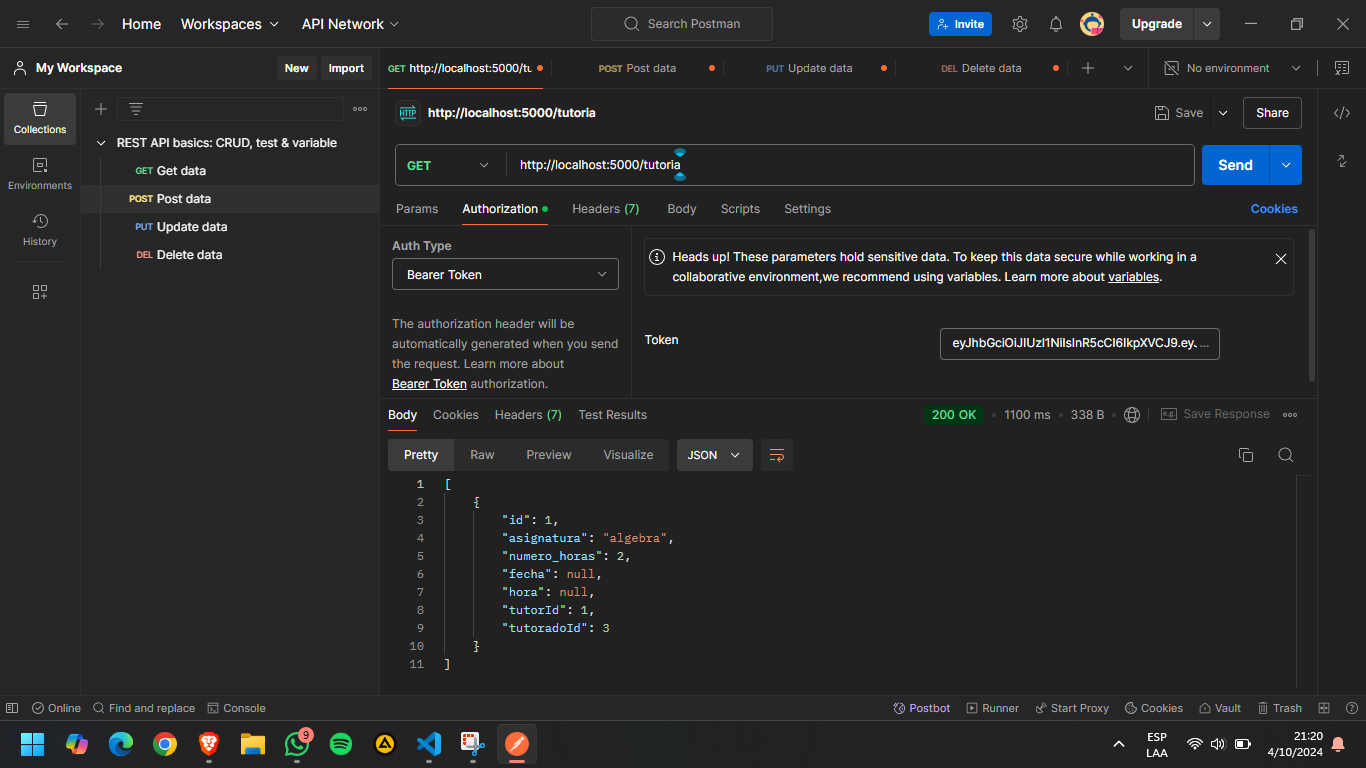 Home Workspaces API Network Search Postman Invite Upgrade
My Workspace New Import
GET http://localhost:5000/tu POST Post data PUT Update data DEL Delete data No environment
Collections
Environments
History
REST API basics: CRUD, test & variable
GET Get data
POST Post data
PUT Update data
DEL Delete data
HTTP http://localhost:5000/tutoria Save Share
GET http://localhost:5000/tutoria Send
Params Authorization Headers (7) Body Scripts Settings Cookies
Auth Type
Bearer Token
The authorization header will be
automatically generated when you send
the request. Learn more about
Bearer Token authorization.
Heads up! These parameters hold sensitive data. To keep this data secure while working in a
collaborative environment,we recommend using variables. Learn more about variables.
Token
Body Cookies Headers (7) Test Results 200 OK 1100 ms 338 B Save Response
Pretty Raw Preview Visualize JSON
1 [
2 {
3 "id": 1,
4 "asignatura": "algebra",
5 "numero_horas": 2,
6 "fecha": null,
7 "hora": null,
8 "tutorId": 1,
9 "tutoradoId": 3
10 }
11 ]
Online Find and replace Console Postbot Runner Start Proxy Cookies Vault Trash
9
ESP
LAA
21:20
4/10/2024